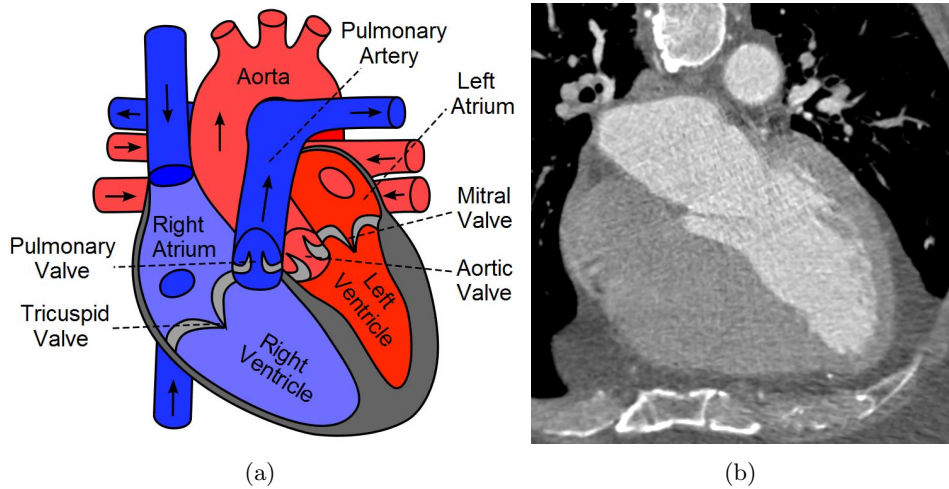 Pulmonary
Artery
Aorta
Left
Atrium
Mitral
Valve
Right
Atrium
Pulmonary
Valve
Aortic
Valve
Left
Ventricle
Tricuspid
Valve
Right
Ventricle
(a)
(b)